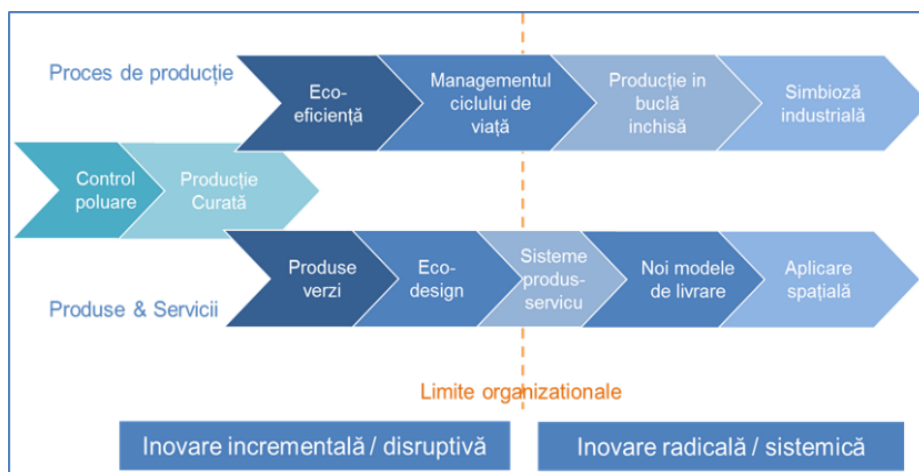 Proces de producție
Eco-
eficiență
Managementul
ciclului de
viață
Producție in
buclă
inchisă
Simbioză
industrială
Control
poluare
Producție
Curată
Produse & Servicii
Produse
verzi
Eco-
design
Sisteme
produs-
servicu
Noi modele
de livrare
Aplicare
spațială
Limite organizationale
Inovare incrementală / disruptivă
Inovare radicală / sistemică